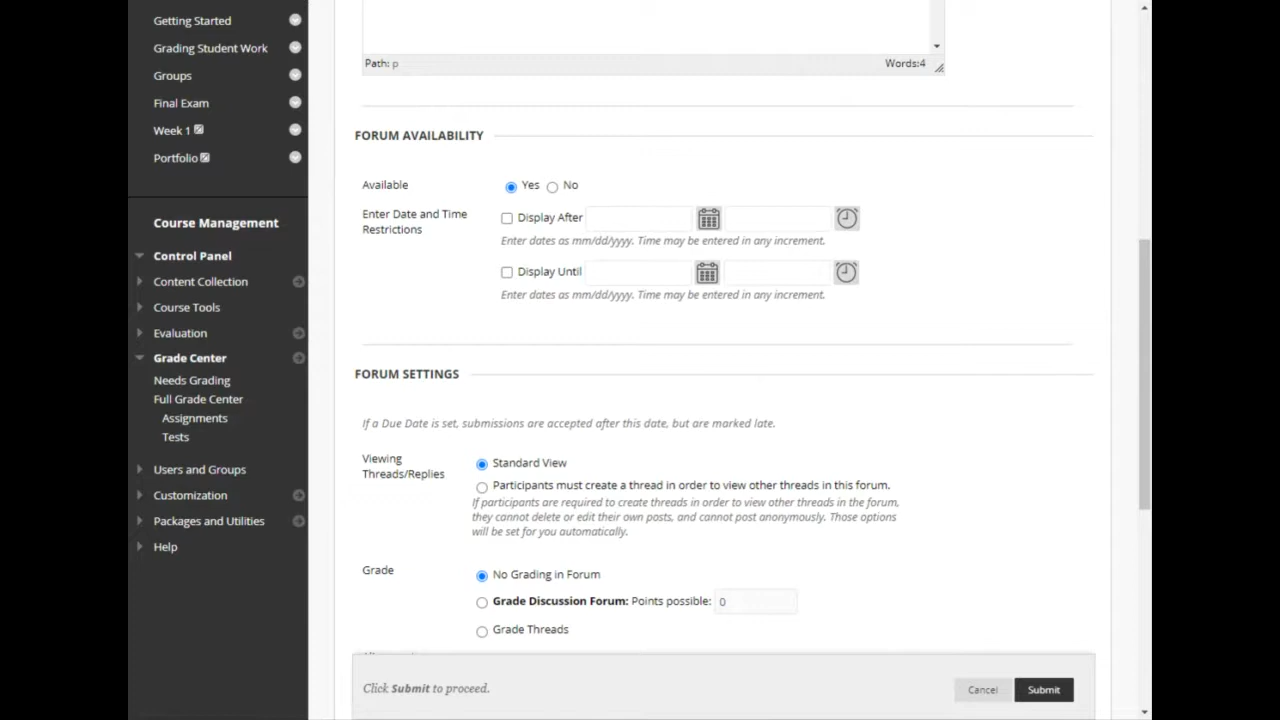 Getting Started
Grading Student Work
Groups
Final Exam
Week 1
Portfolio
Course Management
Control Panel
Content Collection
Course Tools
Evaluation
Grade Center
Needs Grading
Full Grade Center
Assignments
Tests
Users and Groups
Customization
Packages and Utilities
Help
Path: p
Words:4
FORUM AVAILABILITY
Available
Yes
No
Enter Date and Time
Restrictions
Display After
Enter dates as mm/dd/yyyy. Time may be entered in any increment.
Display Until
Enter dates as mm/dd/yyyy. Time may be entered in any increment.
FORUM SETTINGS
If a Due Date is set, submissions are accepted after this date, but are marked late.
Viewing
Threads/Replies
Standard View
Participants must create a thread in order to view other threads in this forum.
If participants are required to create threads in order to view other threads in the forum,
they cannot delete or edit their own posts, and cannot post anonymously. Those options
will be set for you automatically.
Grade
No Grading in Forum
Grade Discussion Forum: Points possible: 0
Grade Threads
Click Submit to proceed.
Cancel
Submit